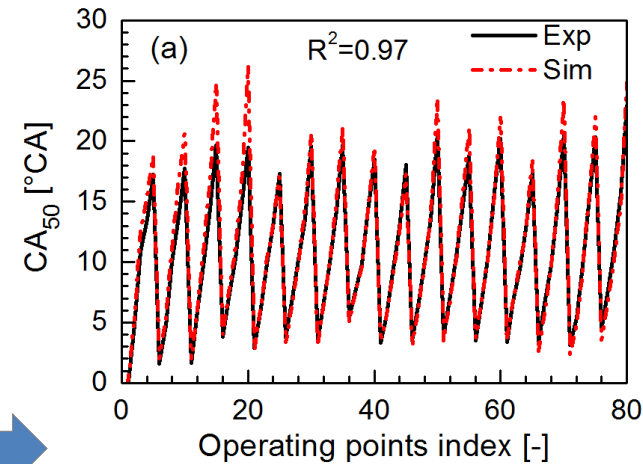 30
25
20
15
10
5
0
CA50 [°CA]
(a)
R²=0.97
Exp
Sim
0 20 40 60 80
Operating points index [-]